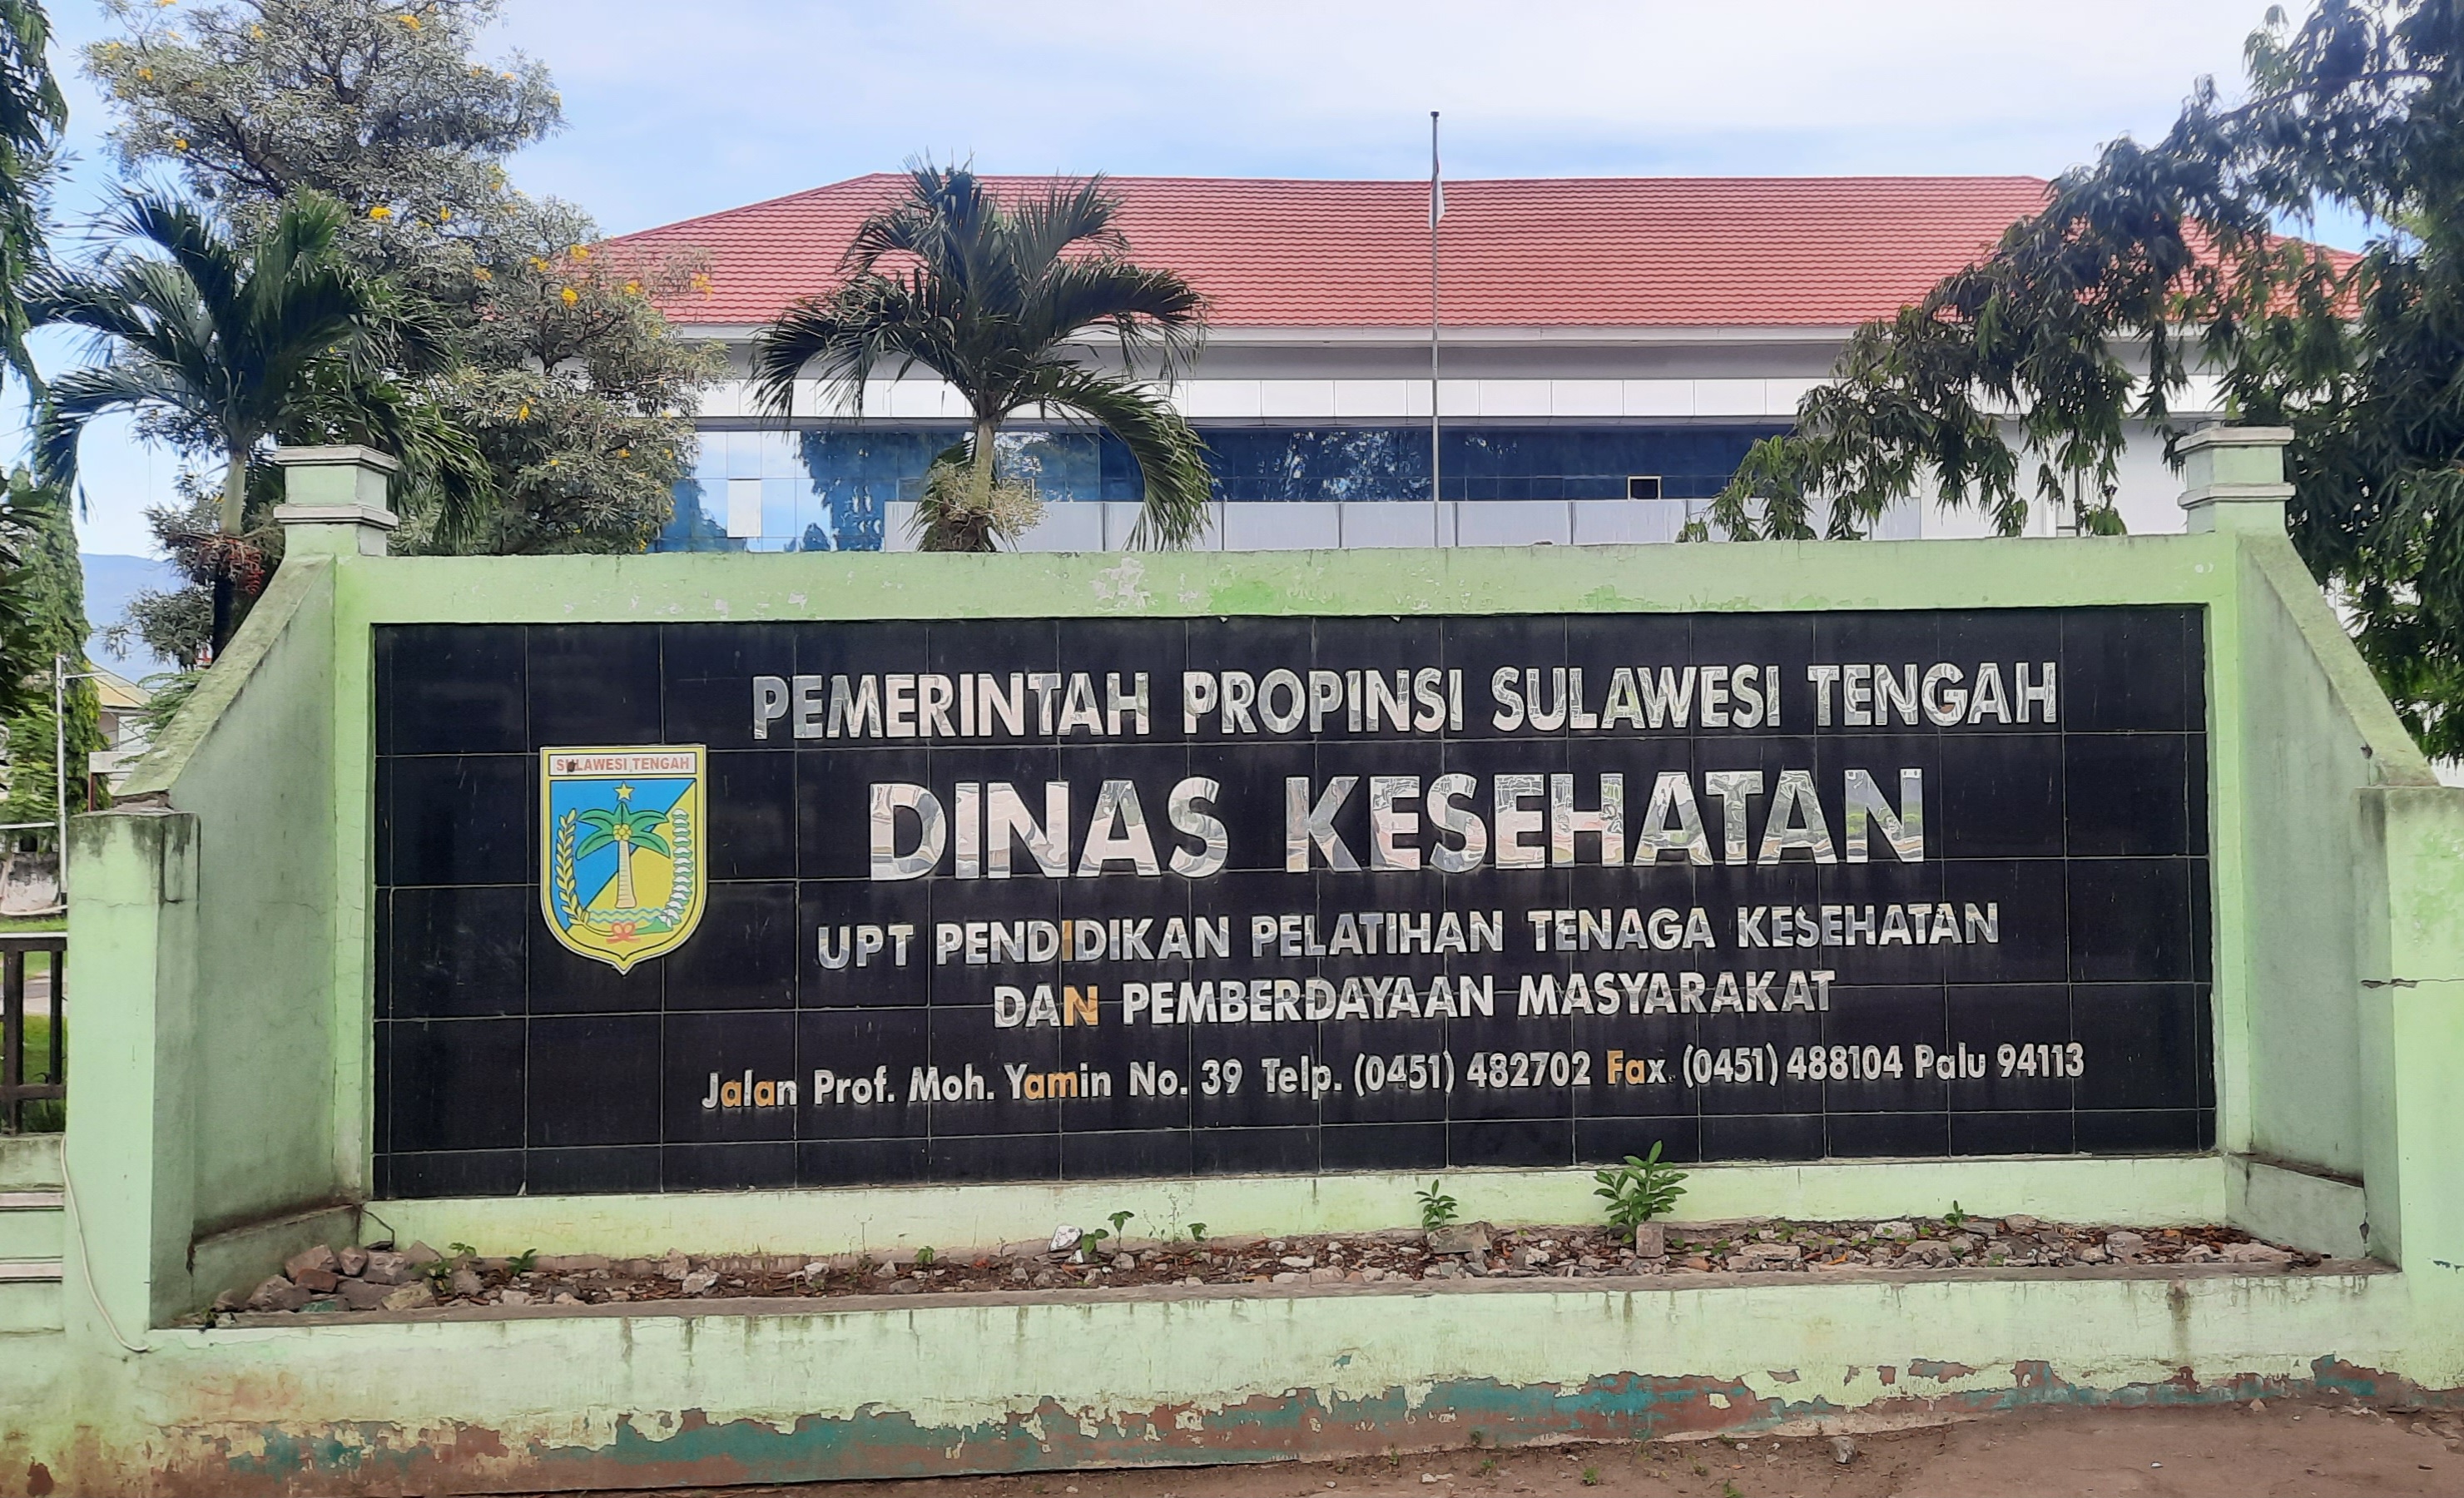 PEMERINTAH PROPINSI SULAWESI TENGAH
SULAWESI TENGAH
DINAS KESEHATAN
UPT PENDIDIKAN PELATIHAN TENAGA KESEHATAN
DAN PEMBERDAYAAN MASYARAKAT
Jalan Prof. Moh. Yamin No. 39 Telp. (0451) 482702 Fax. (0451) 488104 Palu 94113